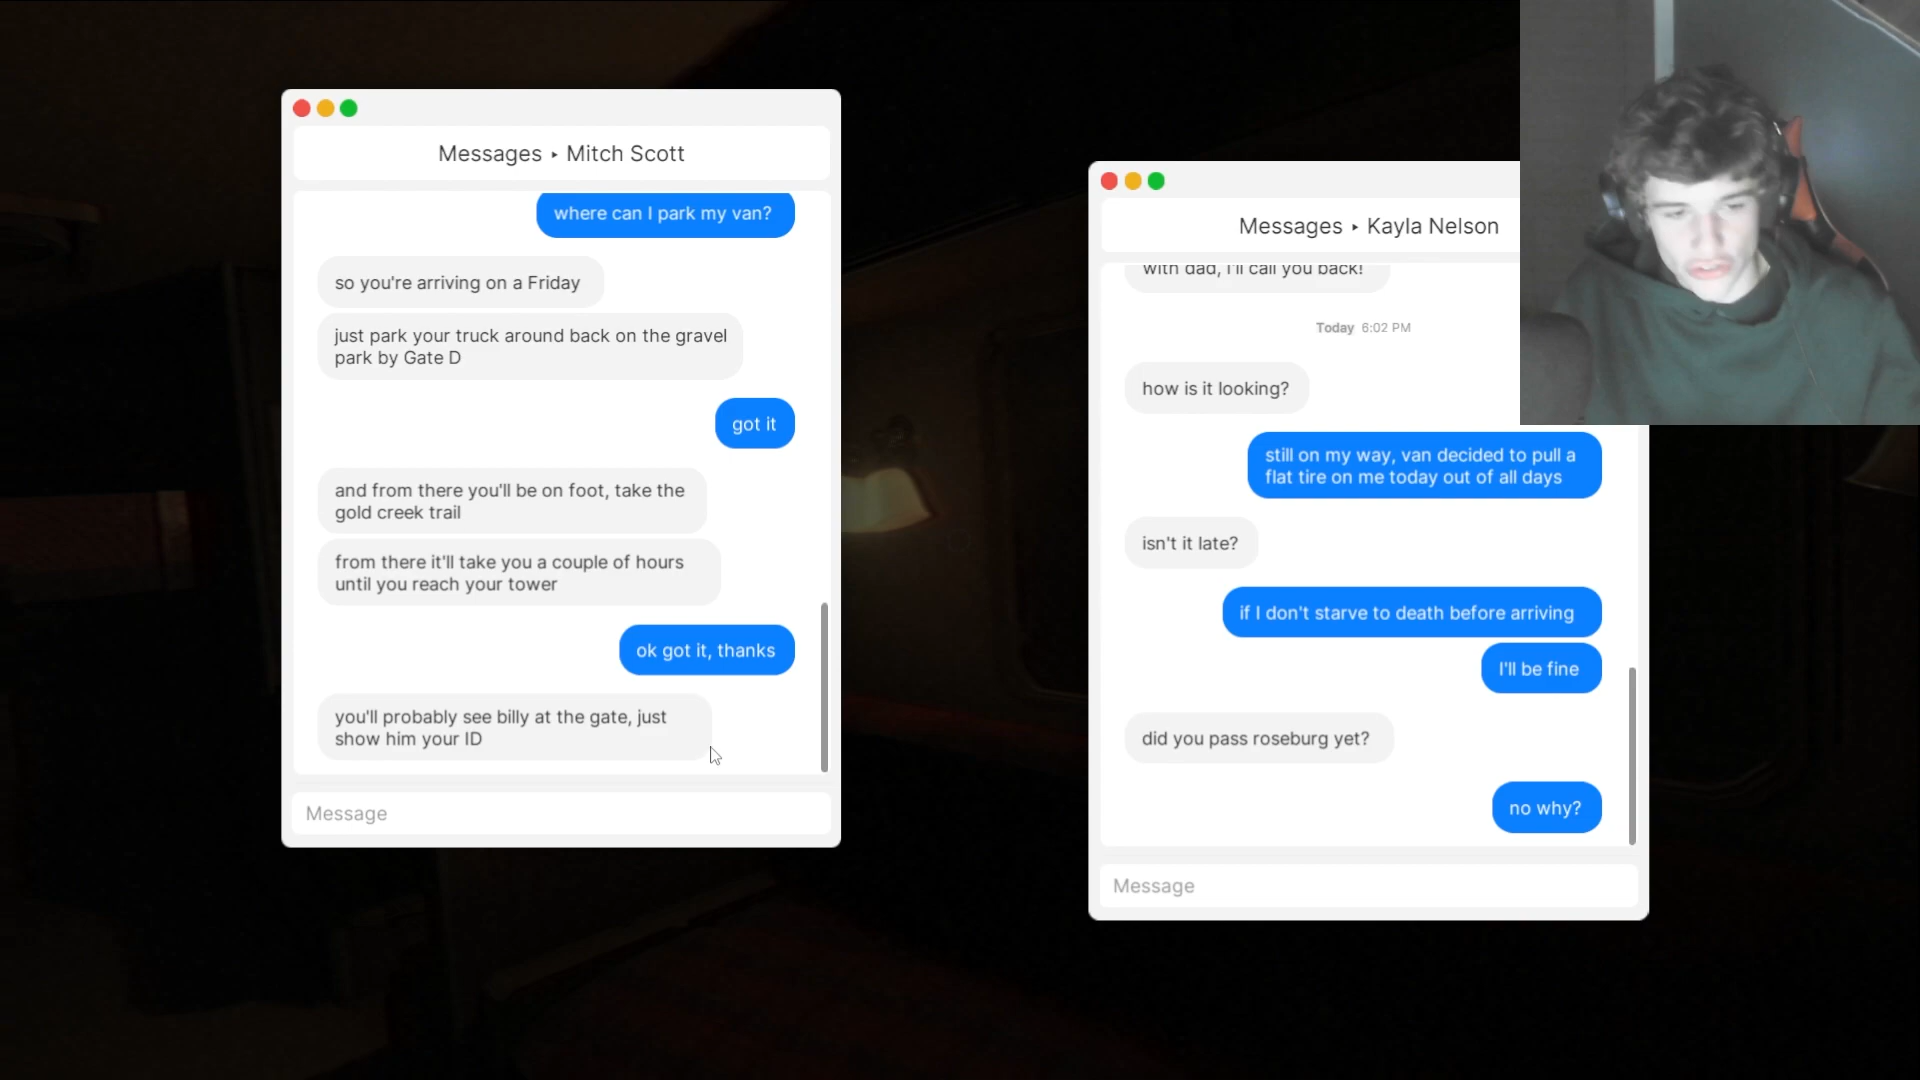 Messages ‣ Mitch Scott
where can I park my van?
so you're arriving on a Friday
just park your truck around back on the gravel
park by Gate D
got it
and from there you'll be on foot, take the
gold creek trail
from there it'll take you a couple of hours
until you reach your tower
ok got it, thanks
you'll probably see billy at the gate, just
show him your ID
Message
Messages ‣ Kayla Nelson
with dad, I'll call you back!
Today 6:02 PM
how is it looking?
still on my way, van decided to pull a
flat tire on me today out of all days
isn't it late?
if I don't starve to death before arriving
I'll be fine
did you pass roseburg yet?
no why?
Message